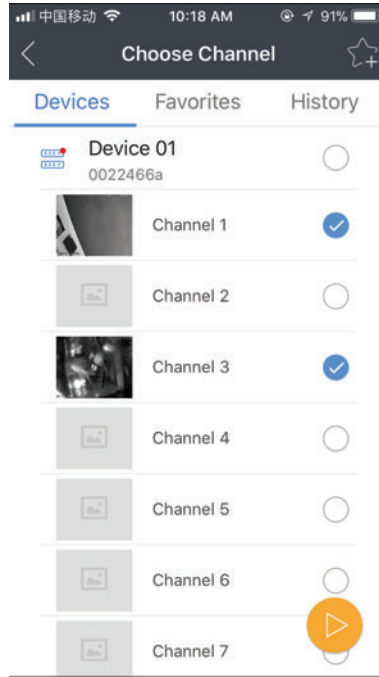 中国移动 10:18 AM 91%
Choose Channel
Devices Favorites History
Device 01
0022466a
Channel 1
Channel 2
Channel 3
Channel 4
Channel 5
Channel 6
Channel 7